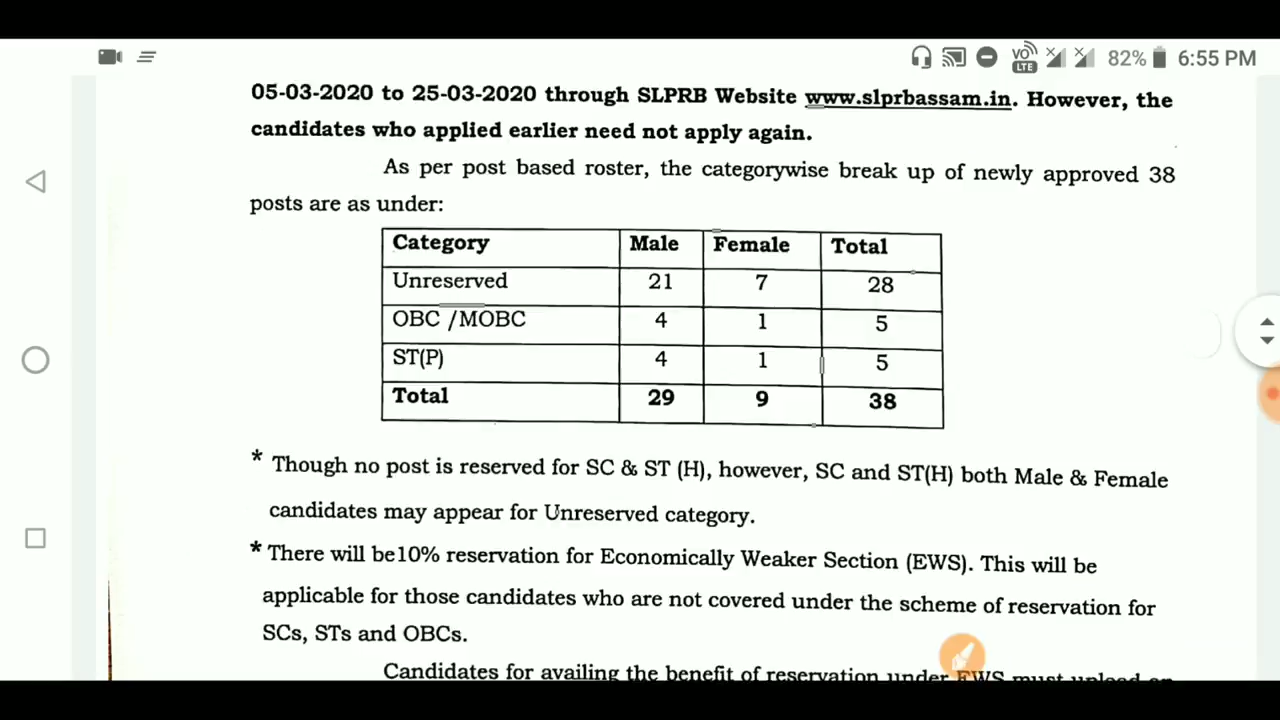 VO
LTE
82%
6:55 PM
05-03-2020 to 25-03-2020 through SLPRB Website www.slprbassam.in. However, the
candidates who applied earlier need not apply again.
As per post based roster, the categorywise break up of newly approved 38
posts are as under:
Category Male Female Total
Unreserved 21 7 28
OBC /MOBC 4 1 5
ST(P) 4 1 5
Total 29 9 38
* Though no post is reserved for SC & ST (H), however, SC and ST(H) both Male & Female
candidates may appear for Unreserved category.
* There will be10% reservation for Economically Weaker Section (EWS). This will be
applicable for those candidates who are not covered under the scheme of reservation for
SCs, STs and OBCs.
Candidates for availing the benefit of reservation under EWS must upload an